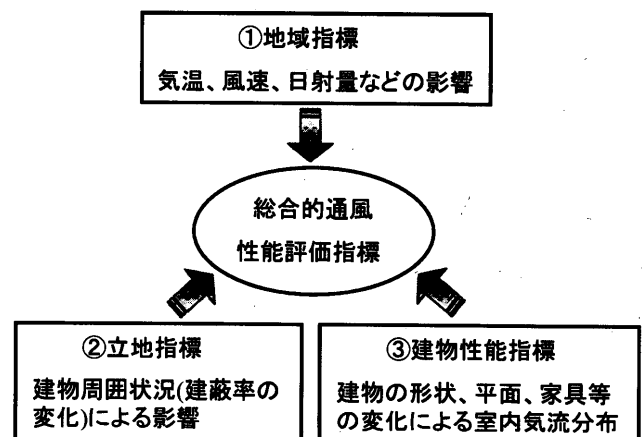 ①地域指標
気温、風速、日射量などの影響
総合的通風
性能評価指標
②立地指標
建物周囲状況(建蔽率の
変化)による影響
③建物性能指標
建物の形状、平面、家具等
の変化による室内気流分布